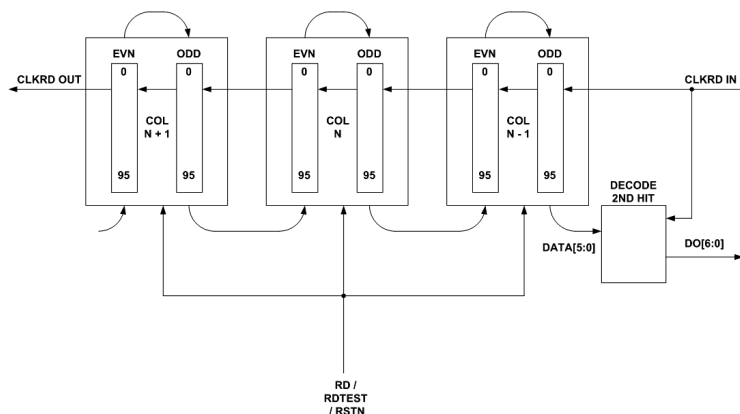 EVN ODD
EVN ODD
EVN ODD
0 0
0 0
0 0
CLKRD OUT
CLKRD IN
COL
N + 1
COL
N
COL
N - 1
95 95
95 95
95 95
DECODE
2ND HIT
DATA[5:0]
DO[6:0]
RD /
RDTEST
/ RSTN